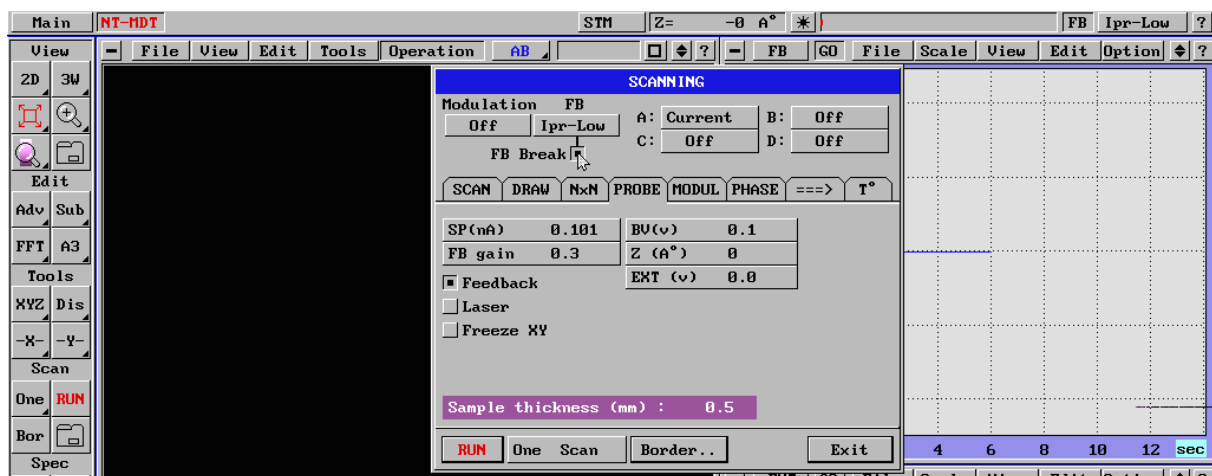 Main NT-MDT STM Z= -0 A° FB Ipr-Low ?
View - File View Edit Tools Operation AB ? - FB GO File Scale View Edit Option ?
2D 3W
SCANNING
Modulation FB
Off Ipr-Low A: Current B: Off
C: Off D: Off
FB Break
Edit
SCAN DRAW NxN PROBE MODUL PHASE ===> T°
Adv Sub
SP(nA) 0.101 BV(v) 0.1
FFT A3
FB gain 0.3 Z (A°) 0
Tools
EXT (v) 0.0
Feedback
XYZ Dis
Laser
Freeze XY
-X- -Y-
Scan
One RUN
Sample thickness (mm) : 0.5
Bor
RUN One Scan Border.. Exit
4 6 8 10 12 sec
Spec